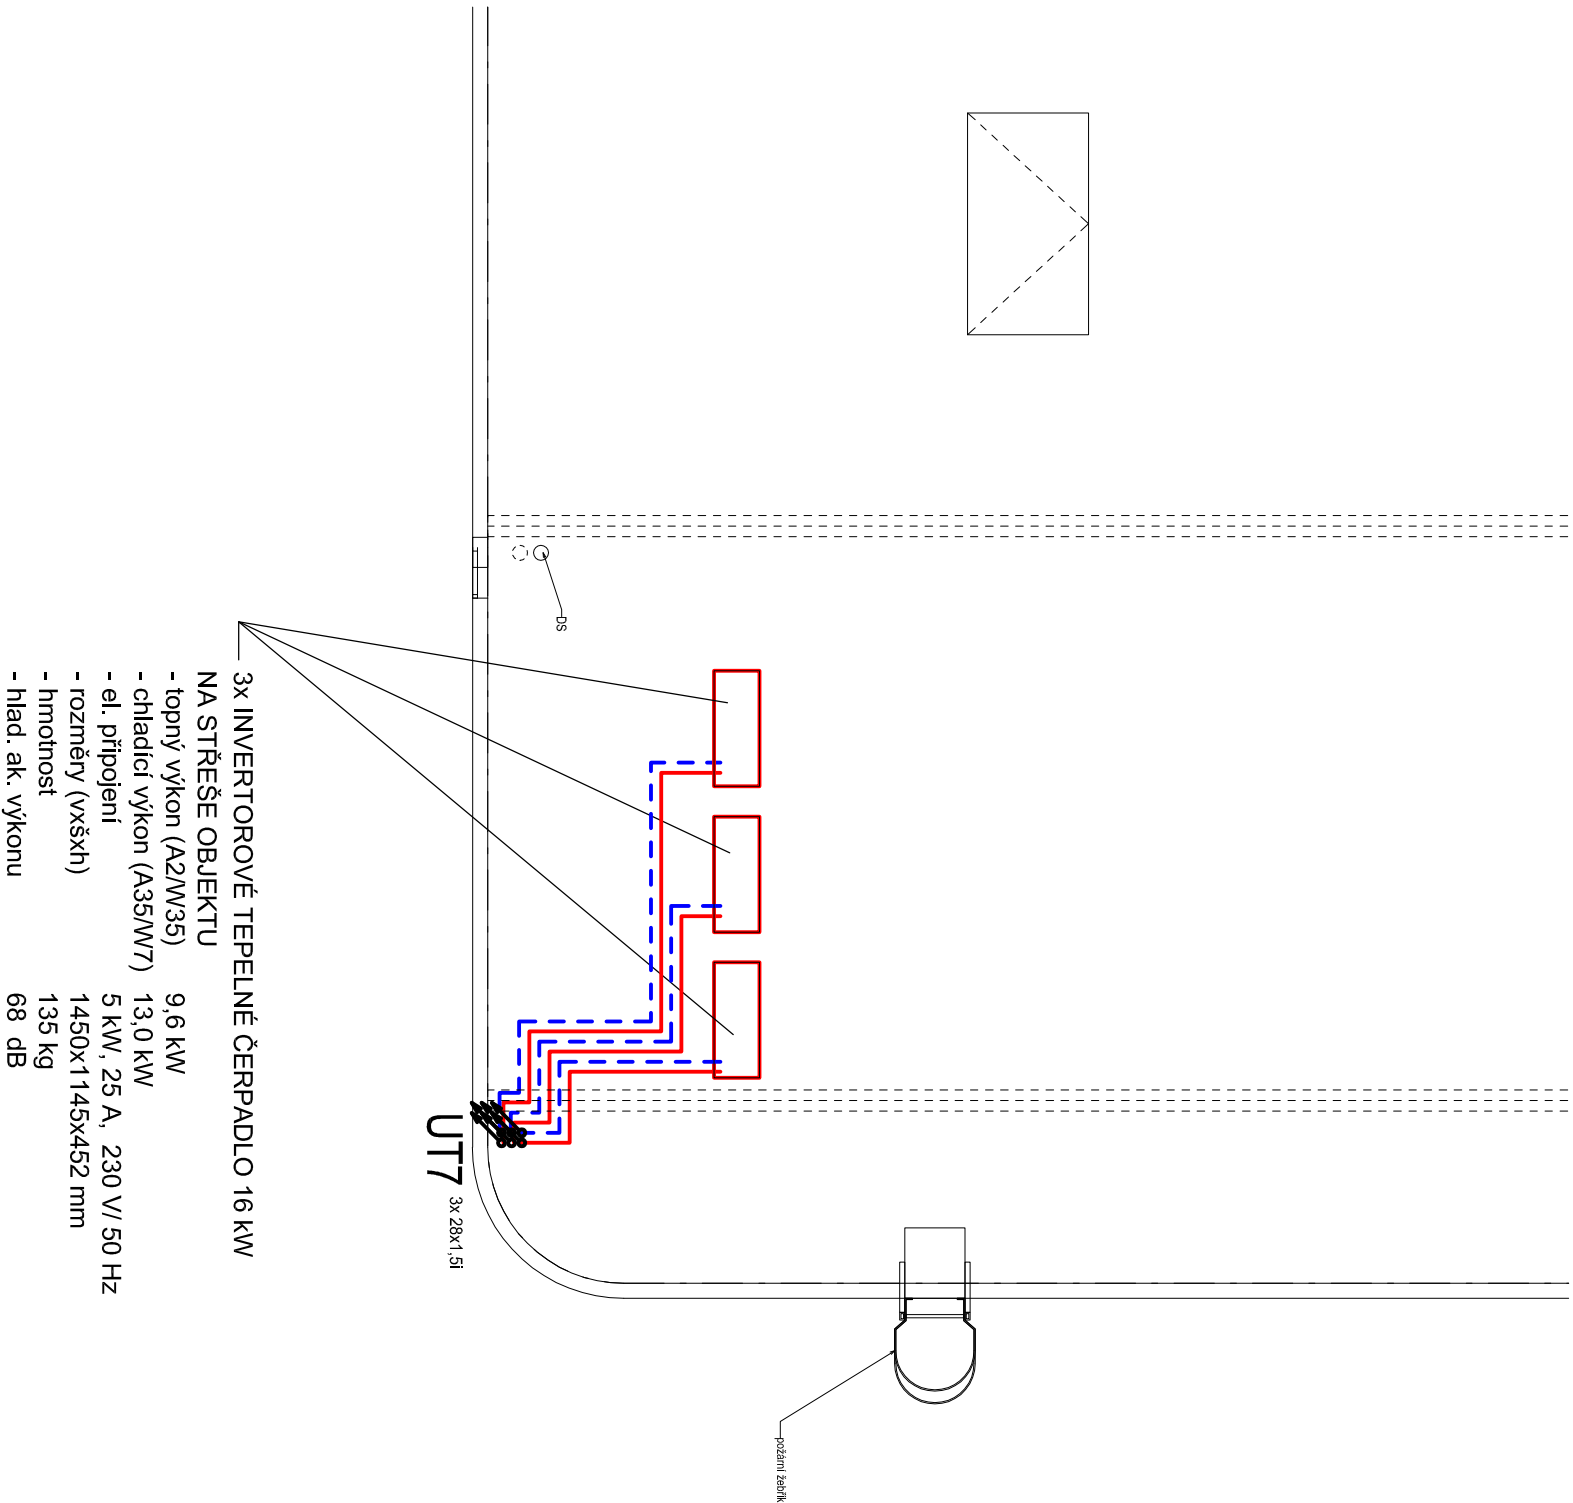 DS
3x INVERTOROVÉ TEPELNÉ ČERPADLO 16 kW
NA STŘEŠE OBJEKTU
- topný výkon (A2/W35) 9,6 kW
- chladící výkon (A35/W7) 13,0 kW
- el. připojení 5 kW, 25 A, 230 V/ 50 Hz
- rozměry (vxšxh) 1450x1145x452 mm
- hmotnost 135 kg
- hlad. ak. výkonu 68 dB
UT7
3x 28x1,5i
požární žebřík